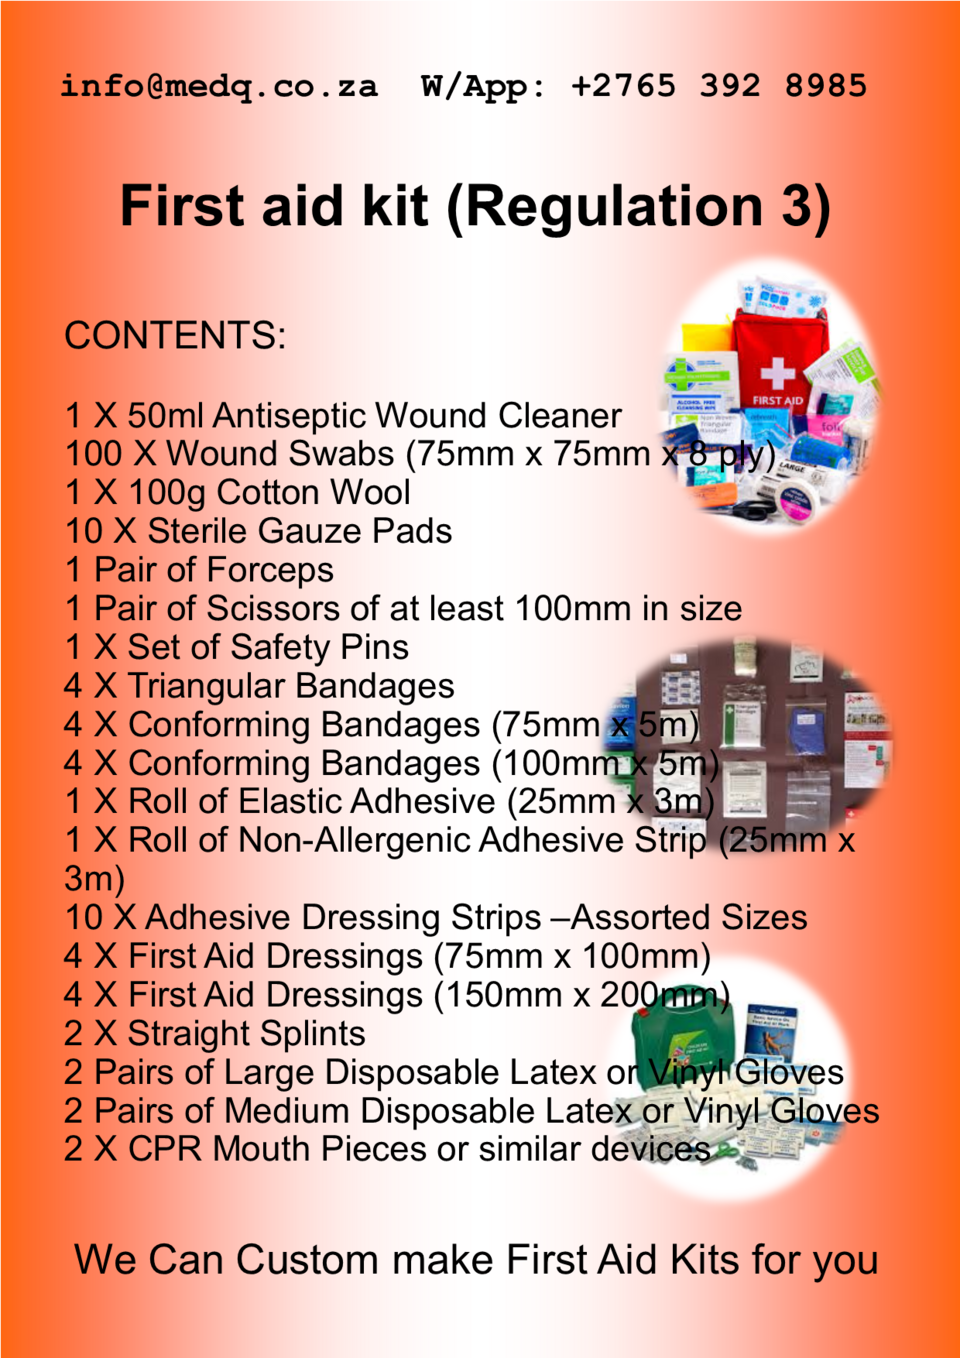 info@medq.co.za W/App: +2765 392 8985
First aid kit (Regulation 3)
CONTENTS:
1 X 50ml Antiseptic Wound Cleaner
100 X Wound Swabs (75mm x 75mm x 8 ply)
1 X 100g Cotton Wool
10 X Sterile Gauze Pads
1 Pair of Forceps
1 Pair of Scissors of at least 100mm in size
1 X Set of Safety Pins
4 X Triangular Bandages
4 X Conforming Bandages (75mm x 5m)
4 X Conforming Bandages (100mm x 5m)
1 X Roll of Elastic Adhesive (25mm x 3m)
1 X Roll of Non-Allergenic Adhesive Strip (25mm x
3m)
10 X Adhesive Dressing Strips –Assorted Sizes
4 X First Aid Dressings (75mm x 100mm)
4 X First Aid Dressings (150mm x 200mm)
2 X Straight Splints
2 Pairs of Large Disposable Latex or Vinyl Gloves
2 Pairs of Medium Disposable Latex or Vinyl Gloves
2 X CPR Mouth Pieces or similar devices
We Can Custom make First Aid Kits for you
FIRST AID
ALCOHOL FREE
CLEANSING WIPE
LARGE